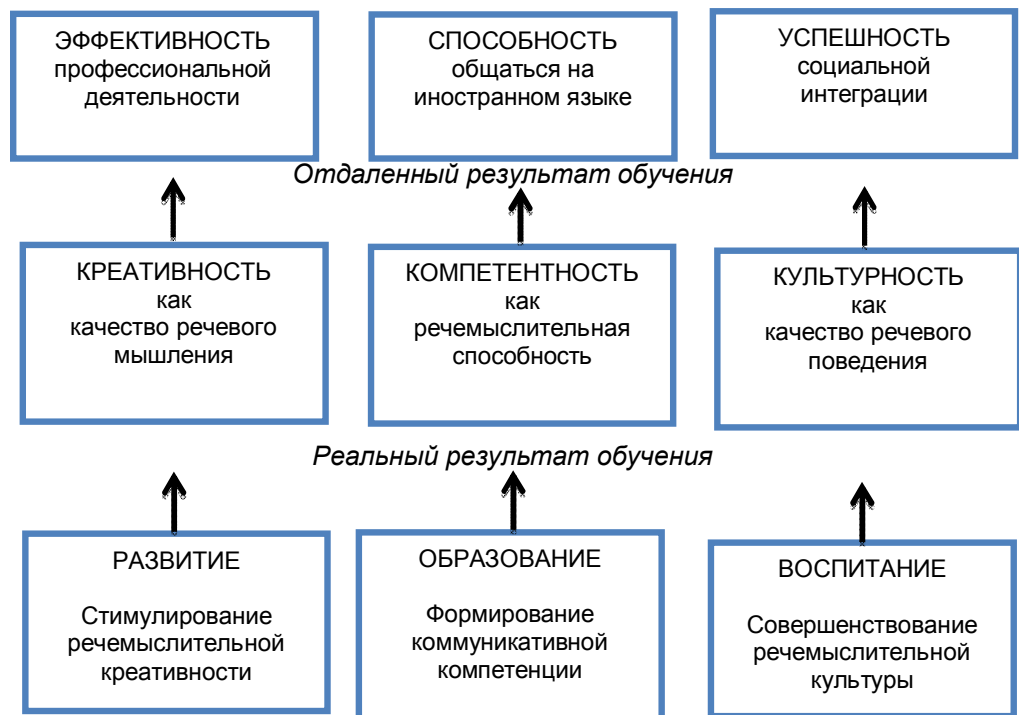 ЭФФЕКТИВНОСТЬ
профессиональной
деятельности
СПОСОБНОСТЬ
общаться на
иностранном языке
УСПЕШНОСТЬ
социальной
интеграции
Отдаленный результат обучения
КРЕАТИВНОСТЬ
как
качество речевого
мышления
КОМПЕТЕНТНОСТЬ
как
речемыслительная
способность
КУЛЬТУРНОСТЬ
как
качество речевого
поведения
Реальный результат обучения
РАЗВИТИЕ
Стимулирование
речемыслительной
креативности
ОБРАЗОВАНИЕ
Формирование
коммуникативной
компетенции
ВОСПИТАНИЕ
Совершенствование
речемыслительной
культуры